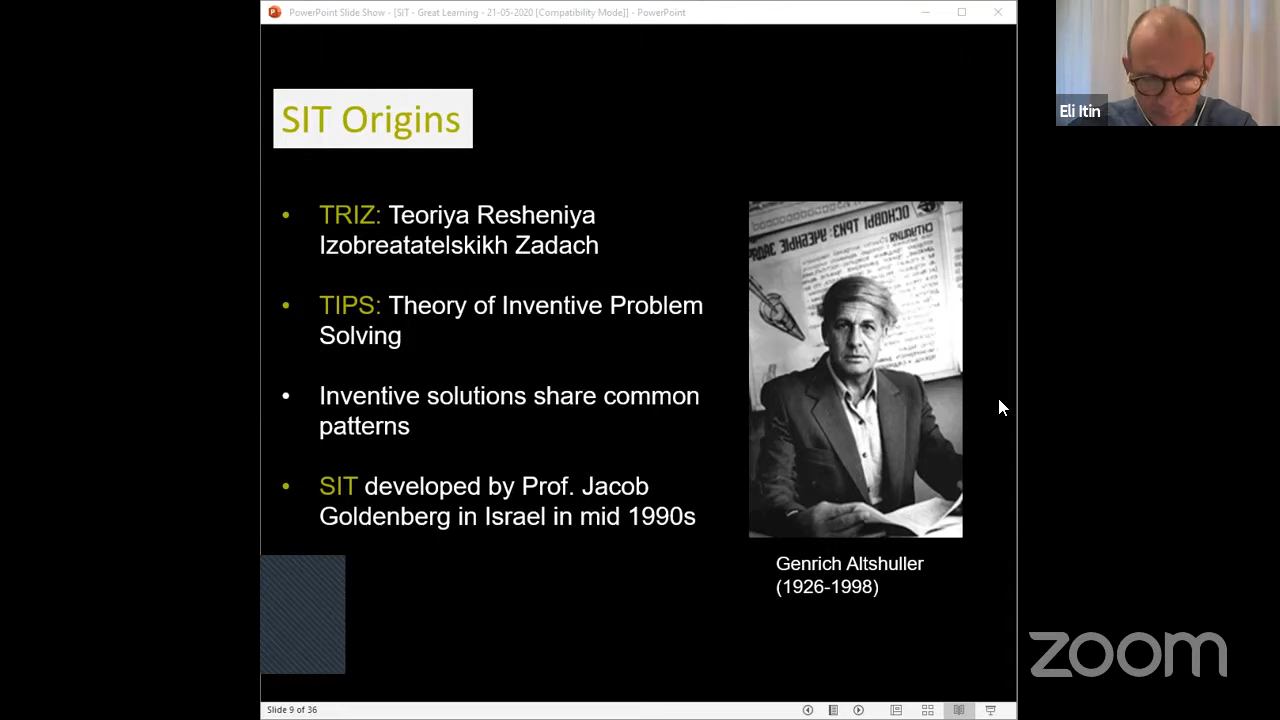 PowerPoint Slide Show - [SIT - Great Learning - 21-05-2020 [Compatibility Mode]] - PowerPoint
Eli Itin
SIT Origins
• TRIZ: Teoriya Resheniya
Izobreatatelskikh Zadach
• TIPS: Theory of Inventive Problem
Solving
• Inventive solutions share common
patterns
• SIT developed by Prof. Jacob
Goldenberg in Israel in mid 1990s
Genrich Altshuller
(1926-1998)
zoom
Slide 9 of 36